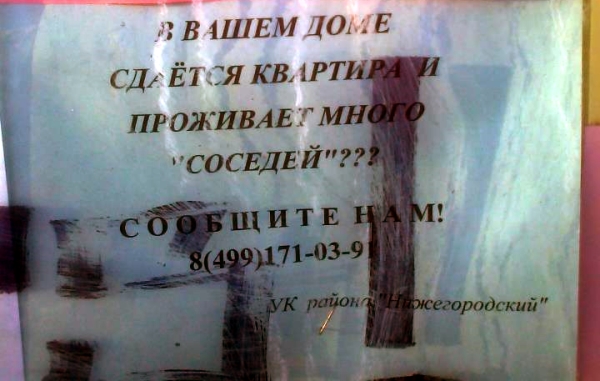 В ВАШЕМ ДОМЕ
СДАЁТСЯ КВАРТИРА И
ПРОЖИВАЕТ МНОГО
"СОСЕДЕЙ"???
СООБЩИТЕ НАМ!
8(499)171-03-91
УК района "Нижегородский"